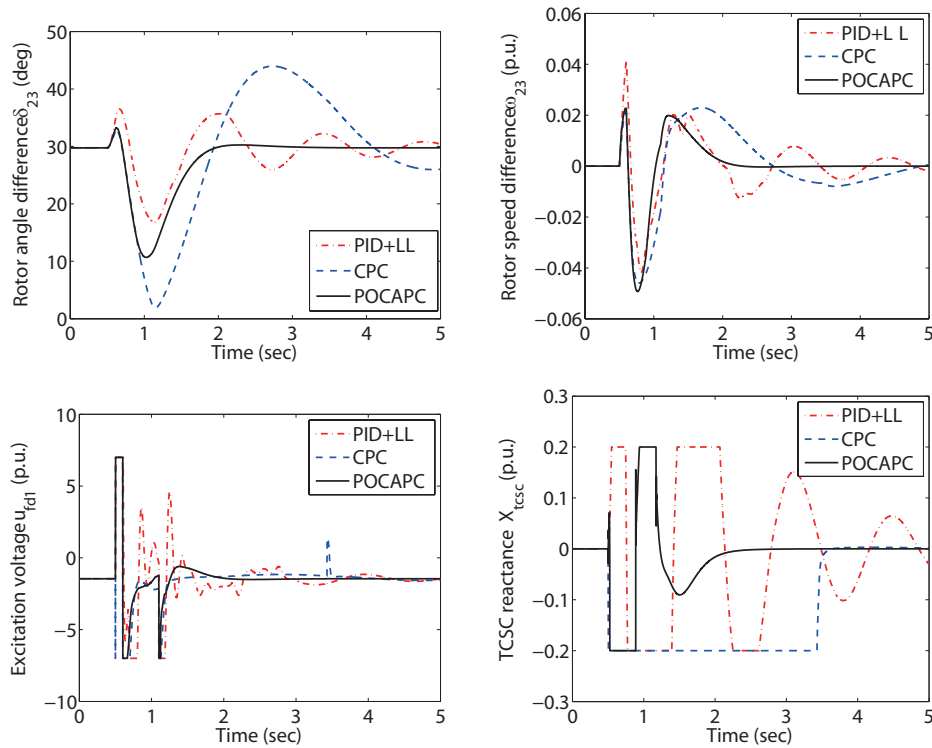 Rotor angle difference δ_23 (deg)
50
40
30
20
10
0
0 1 2 3 4 5
Time (sec)
PID+LL
CPC
POCAPC
Rotor speed difference ω_23 (p.u.)
0.06
0.04
0.02
0
−0.02
−0.04
−0.06
0 1 2 3 4 5
Time (sec)
PID+L L
CPC
POCAPC
Excitation voltage u_fd1 (p.u.)
10
5
0
−5
−10
0 1 2 3 4 5
Time (sec)
PID+LL
CPC
POCAPC
TCSC reactance X_tcsc (p.u.)
0.3
0.2
0.1
0
−0.1
−0.2
−0.3
0 1 2 3 4 5
Time (sec)
PID+LL
CPC
POCAPC